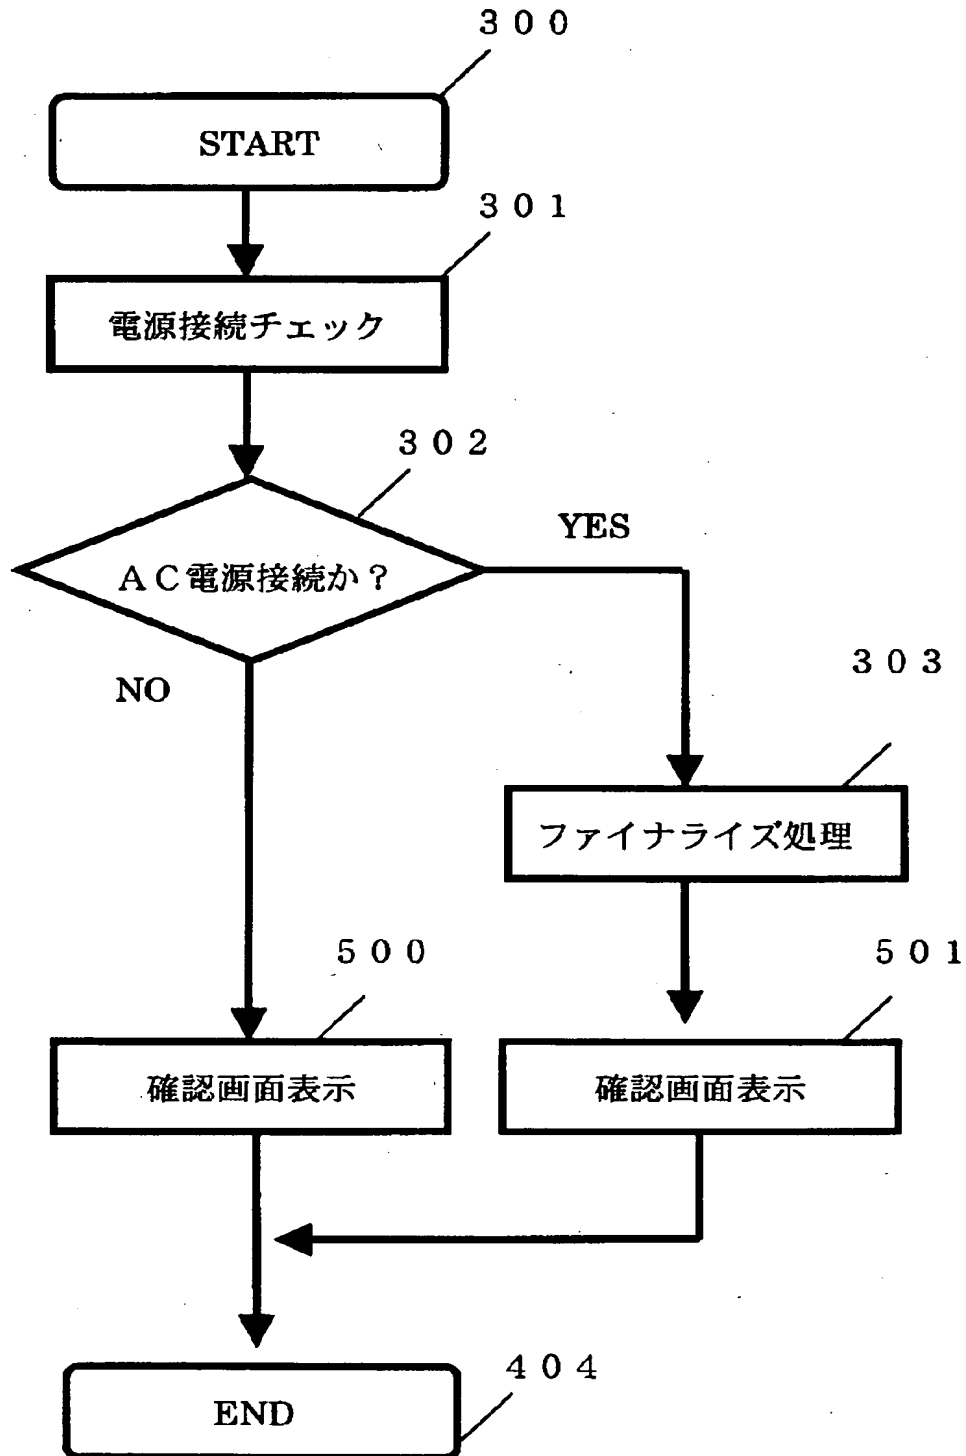 ３００
START
３０１
電源接続チェック
３０２
ＡＣ電源接続か？
YES
NO
３０３
ファイナライズ処理
５００
５０１
確認画面表示
確認画面表示
４０４
END